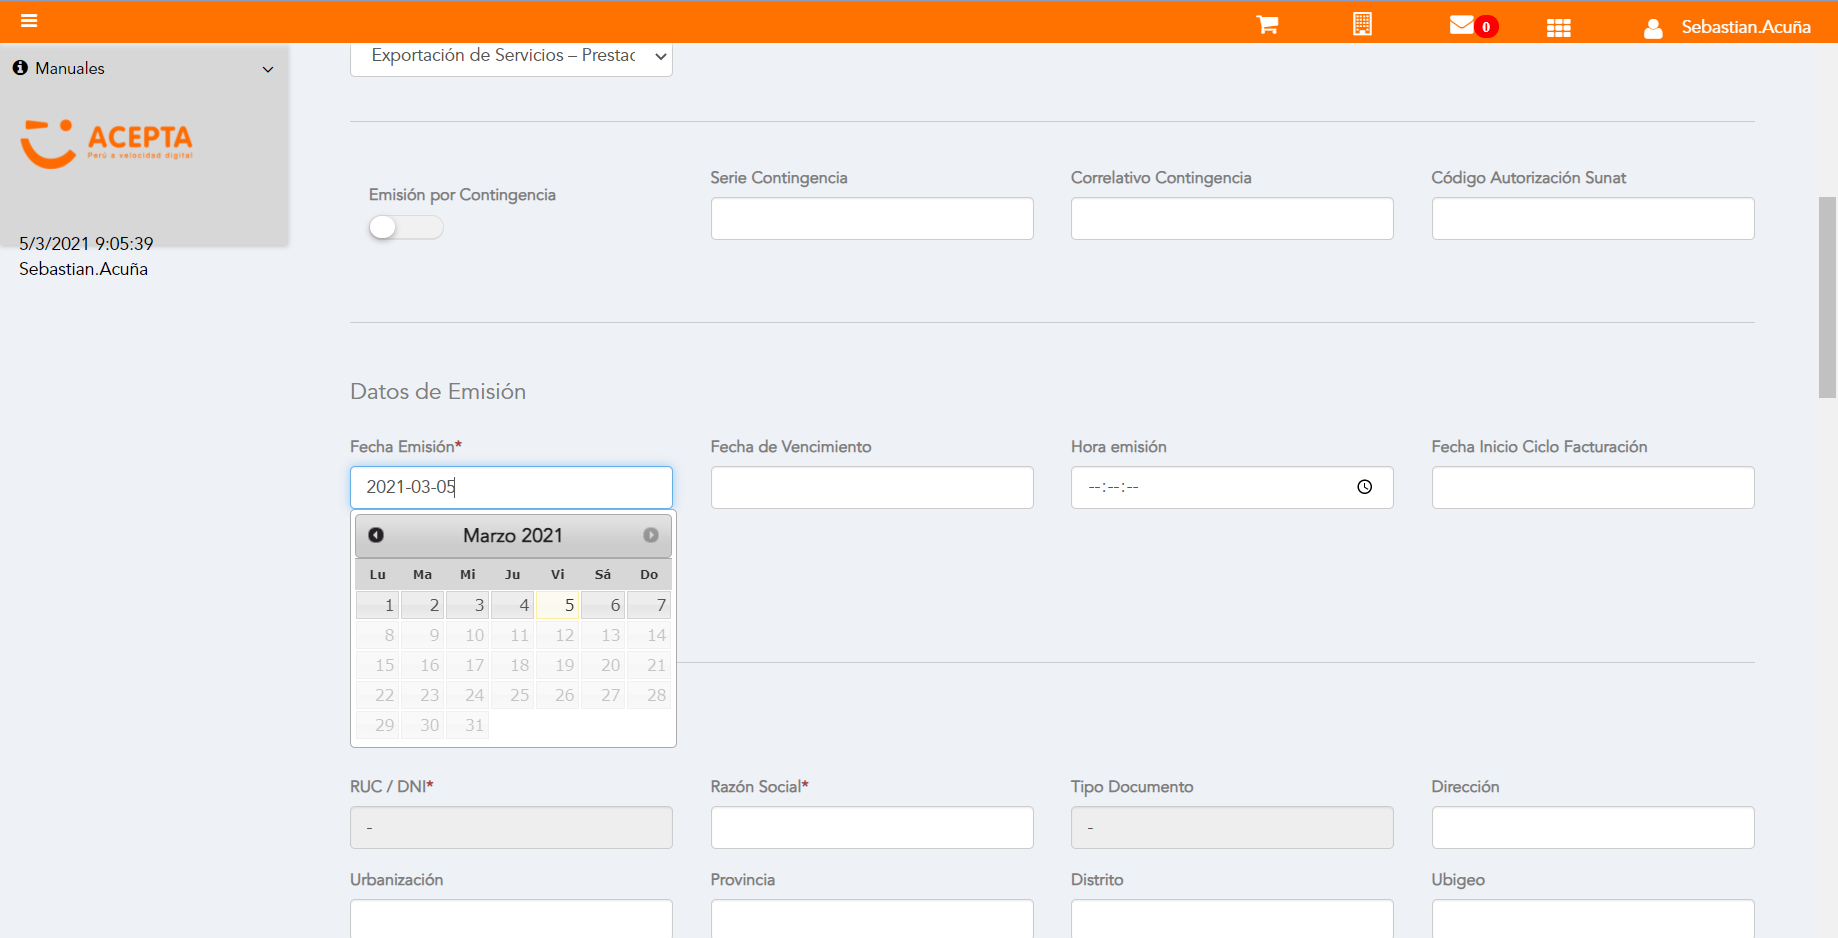 0
Sebastian.Acuña
Manuales
ACEPTA
Perú a velocidad digital
5/3/2021 9:05:39
Sebastian.Acuña
Exportación de Servicios – Prestac
Emisión por Contingencia
Serie Contingencia
Correlativo Contingencia
Código Autorización Sunat
Datos de Emisión
Fecha Emisión*
Fecha de Vencimiento
Hora emisión
Fecha Inicio Ciclo Facturación
2021-03-05
--:--:--
Marzo 2021
Lu Ma Mi Ju Vi Sá Do
1 2 3 4 5 6 7
8 9 10 11 12 13 14
15 16 17 18 19 20 21
22 23 24 25 26 27 28
29 30 31
RUC / DNI*
Razón Social*
Tipo Documento
Dirección
-
-
Urbanización
Provincia
Distrito
Ubigeo